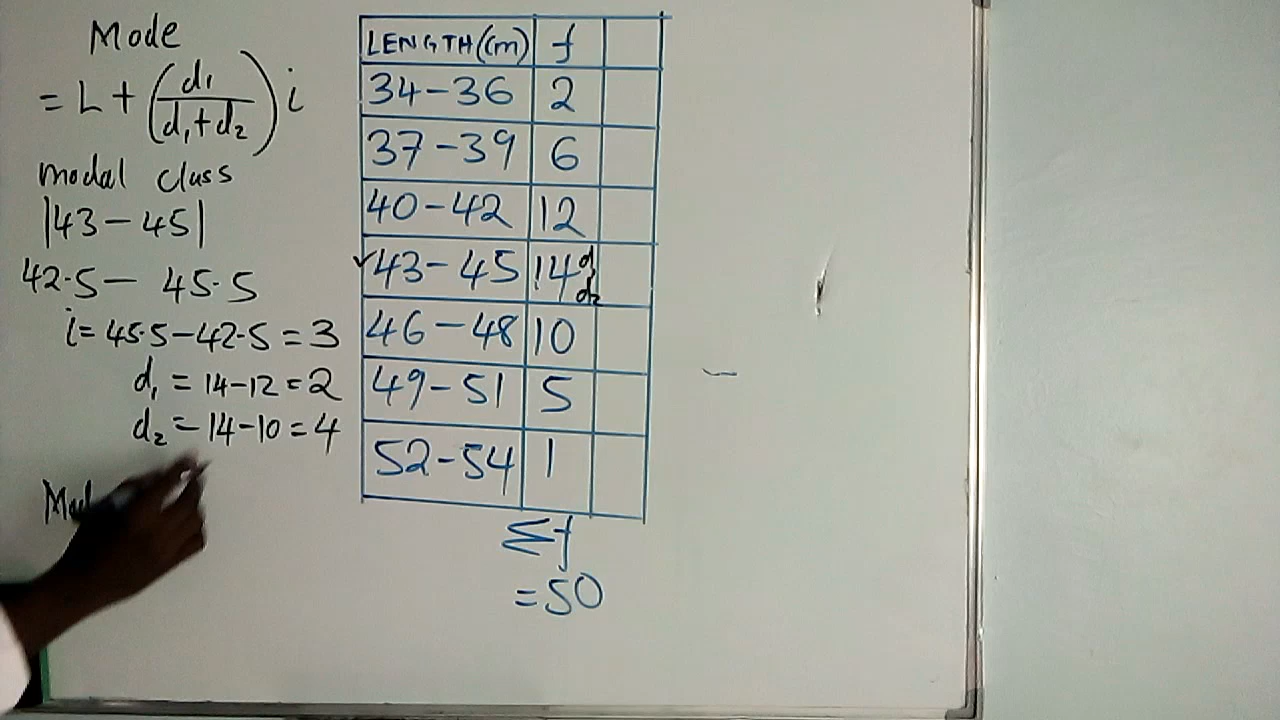 Mode
= L + (d₁/(d₁+d₂)) i
modal class
|43 – 45|
42·5 – 45·5
i = 45·5 – 42·5 = 3
d₁ = 14 – 12 = 2
d₂ = 14 – 10 = 4
LENGTH(cm) f
34 – 36 2
37 – 39 6
40 – 42 12
✓43 – 45 14 d₁ d₂
46 – 48 10
49 – 51 5
52 – 54 1
Σf
= 50